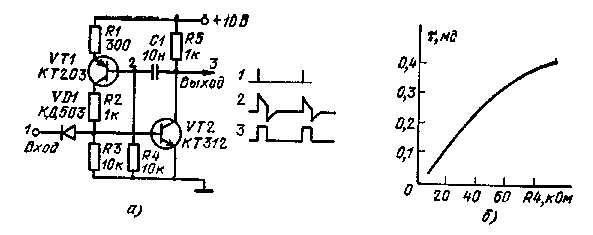 +10В
R1
300
C1
10н
R5
1к
VT1
КТ203
2
3
Выход
VD1
КД503
R2
1к
1
Вход
VT2
КТ312
R3
10к
R4
10к
а)
1
2
3
τ,мс
0,4
0,3
0,2
0,1
0
20 40 60 R4,кОм
б)